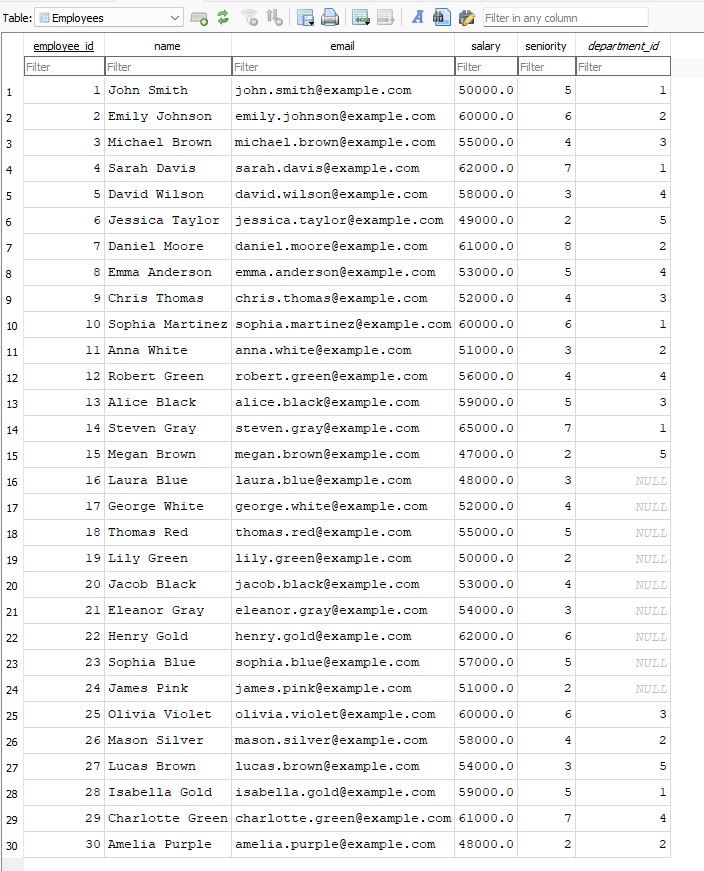 Table: Employees Filter in any column
employee_id name email salary seniority department_id
Filter Filter Filter Filter Filter Filter
1 1 John Smith john.smith@example.com 50000.0 5 1
2 2 Emily Johnson emily.johnson@example.com 60000.0 6 2
3 3 Michael Brown michael.brown@example.com 55000.0 4 3
4 4 Sarah Davis sarah.davis@example.com 62000.0 7 1
5 5 David Wilson david.wilson@example.com 58000.0 3 4
6 6 Jessica Taylor jessica.taylor@example.com 49000.0 2 5
7 7 Daniel Moore daniel.moore@example.com 61000.0 8 2
8 8 Emma Anderson emma.anderson@example.com 53000.0 5 4
9 9 Chris Thomas chris.thomas@example.com 52000.0 4 3
10 10 Sophia Martinez sophia.martinez@example.com 60000.0 6 1
11 11 Anna White anna.white@example.com 51000.0 3 2
12 12 Robert Green robert.green@example.com 56000.0 4 4
13 13 Alice Black alice.black@example.com 59000.0 5 3
14 14 Steven Gray steven.gray@example.com 65000.0 7 1
15 15 Megan Brown megan.brown@example.com 47000.0 2 5
16 16 Laura Blue laura.blue@example.com 48000.0 3 NULL
17 17 George White george.white@example.com 52000.0 4 NULL
18 18 Thomas Red thomas.red@example.com 55000.0 5 NULL
19 19 Lily Green lily.green@example.com 50000.0 2 NULL
20 20 Jacob Black jacob.black@example.com 53000.0 4 NULL
21 21 Eleanor Gray eleanor.gray@example.com 54000.0 3 NULL
22 22 Henry Gold henry.gold@example.com 62000.0 6 NULL
23 23 Sophia Blue sophia.blue@example.com 57000.0 5 NULL
24 24 James Pink james.pink@example.com 51000.0 2 NULL
25 25 Olivia Violet olivia.violet@example.com 60000.0 6 3
26 26 Mason Silver mason.silver@example.com 58000.0 4 2
27 27 Lucas Brown lucas.brown@example.com 54000.0 3 5
28 28 Isabella Gold isabella.gold@example.com 59000.0 5 1
29 29 Charlotte Green charlotte.green@example.com 61000.0 7 4
30 30 Amelia Purple amelia.purple@example.com 48000.0 2 2